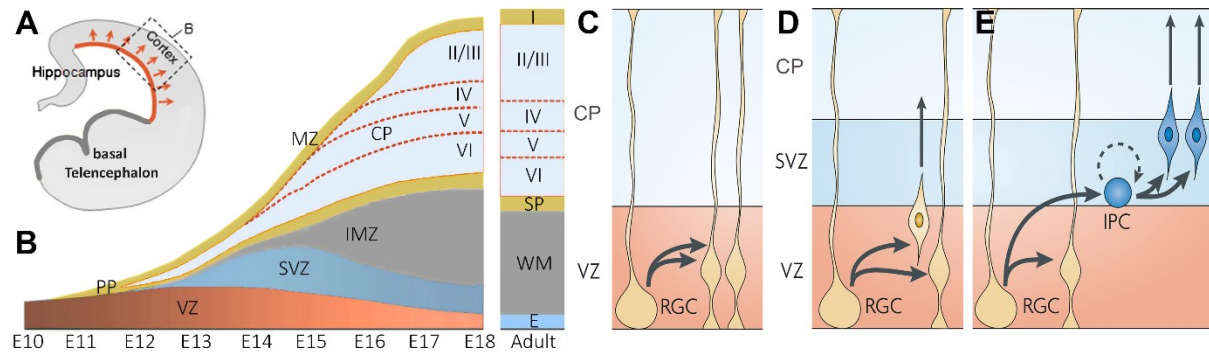 A
B
Cortex
Hippocampus
basal
Telencephalon
B
I
II/III
II/III
IV
IV
MZ
CP
V
V
VI
VI
SP
IMZ
SVZ
WM
PP
VZ
E
E10 E11 E12 E13 E14 E15 E16 E17 E18 Adult
C
CP
VZ
RGC
D
CP
SVZ
VZ
RGC
E
IPC
RGC